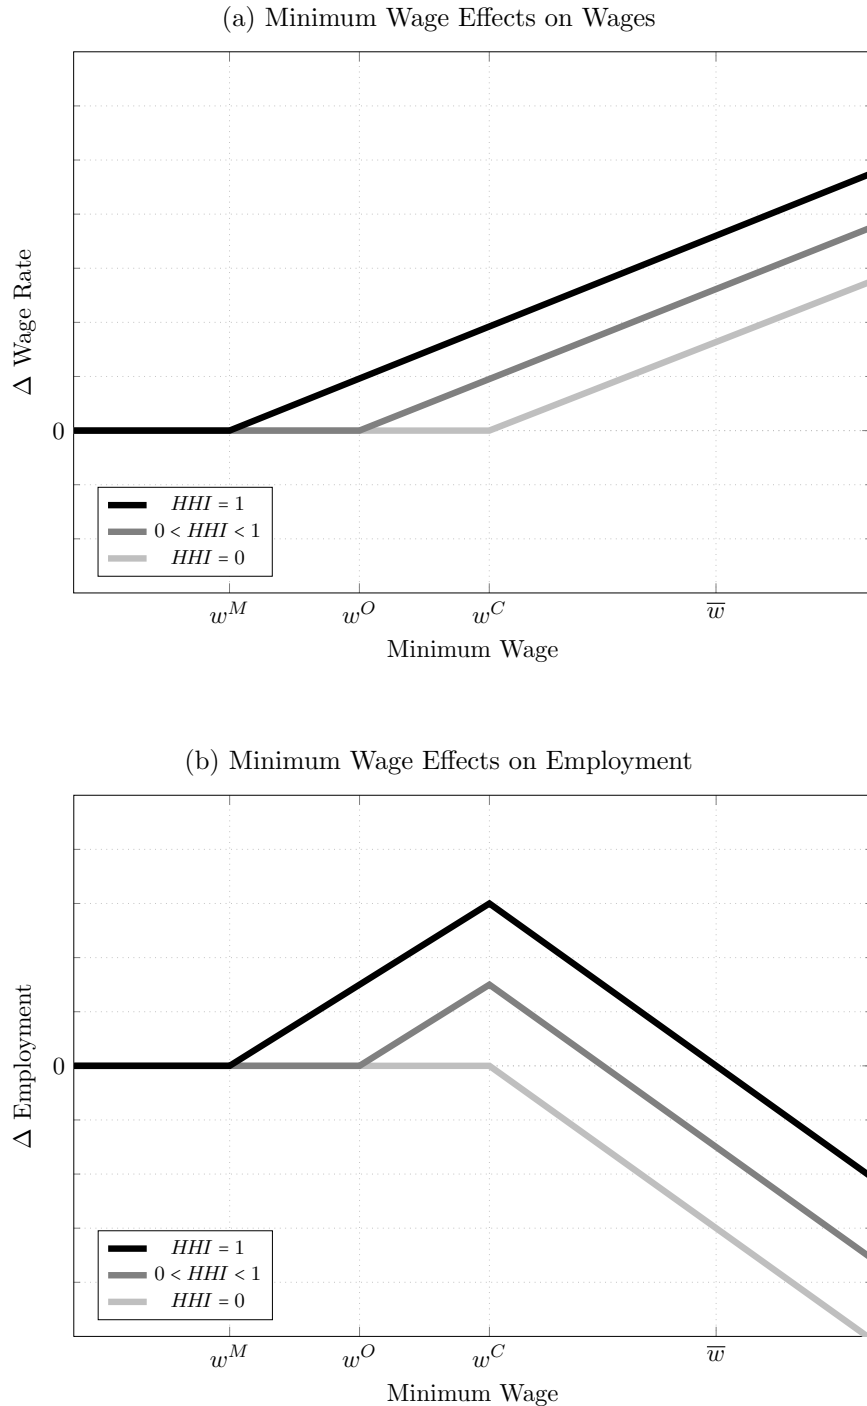 (a) Minimum Wage Effects on Wages
Δ Wage Rate
0
HHI = 1
0 < HHI < 1
HHI = 0
w^M w^O w^C w̅
Minimum Wage
(b) Minimum Wage Effects on Employment
Δ Employment
0
HHI = 1
0 < HHI < 1
HHI = 0
w^M w^O w^C w̅
Minimum Wage